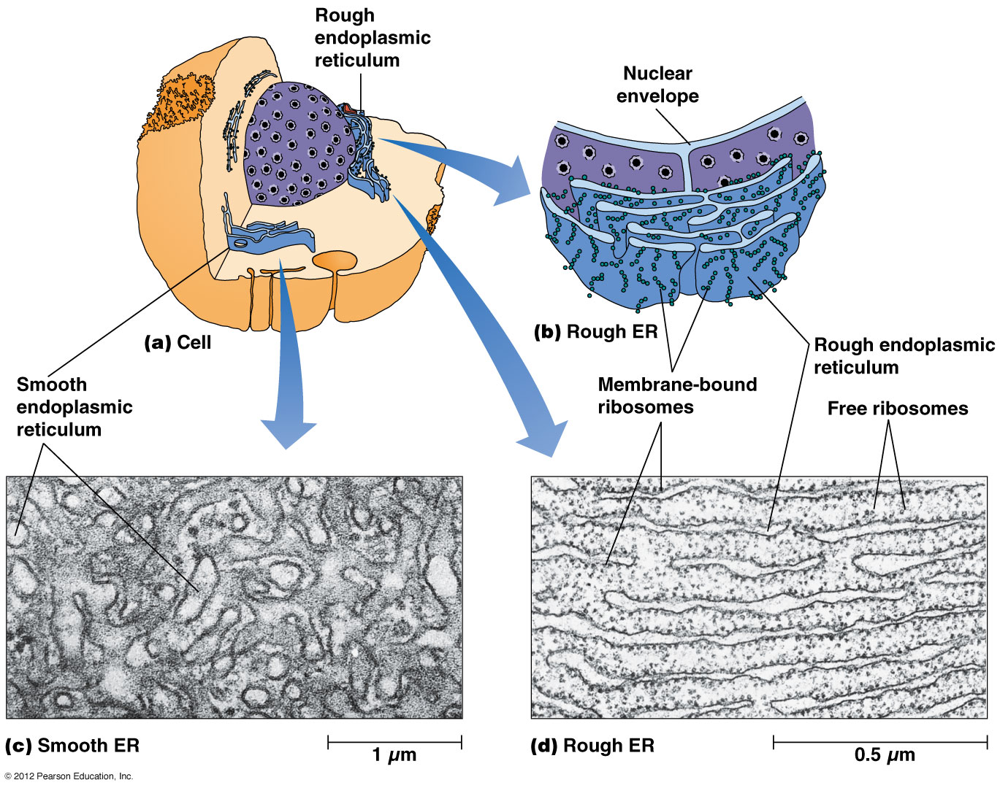 Rough
endoplasmic
reticulum
Nuclear
envelope
(a) Cell
(b) Rough ER
Rough endoplasmic
reticulum
Smooth
endoplasmic
reticulum
Membrane-bound
ribosomes
Free ribosomes
(c) Smooth ER
1 μm
(d) Rough ER
0.5 μm
© 2012 Pearson Education, Inc.